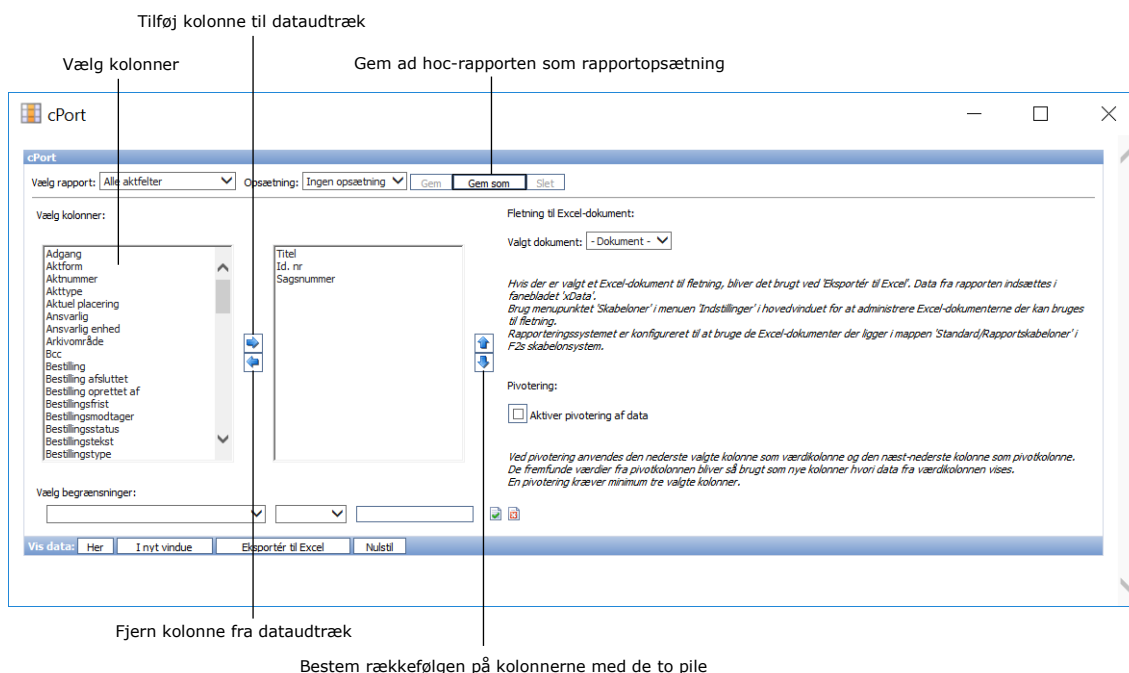 Tilføj kolonne til dataudtræk
Vælg kolonner
Gem ad hoc-rapporten som rapportopsætning
cPort
cPort
Vælg rapport: Alle aktfelter Opsætning: Ingen opsætning Gem Gem som Slet
Vælg kolonner:
Adgang
Aktform
Aktnummer
Akttype
Aktuel placering
Ansvarlig
Ansvarlig enhed
Arkivområde
Bcc
Bestilling
Bestilling afsluttet
Bestilling oprettet af
Bestillingsfrist
Bestillingsmodtager
Bestillingsstatus
Bestillingstekst
Bestillingstype
Titel
Id. nr
Sagsnummer
Fletning til Excel-dokument:
Valgt dokument: - Dokument -
Hvis der er valgt et Excel-dokument til fletning, bliver det brugt ved 'Eksportér til Excel'. Data fra rapporten indsættes i
fanebladet 'xData'.
Brug menupunktet 'Skabeloner' i menuen 'Indstillinger' i hovedvinduet for at administrere Excel-dokumenterne der kan bruges
til fletning.
Rapporteringssystemet er konfigureret til at bruge de Excel-dokumenter der ligger i mappen 'Standard/Rapportskabeloner' i
F2s skabelonsystem.
Pivotering:
Aktiver pivotering af data
Ved pivotering anvendes den nederste valgte kolonne som værdikolonne og den næst-nederste kolonne som pivotkolonne.
De fremfundne værdier fra pivotkolonnen bliver så brugt som nye kolonner hvori data fra værdikolonnen vises.
En pivotering kræver minimum tre valgte kolonner.
Vælg begrænsninger:
Vis data: Her I nyt vindue Eksportér til Excel Nulstil
Fjern kolonne fra dataudtræk
Bestem rækkefølgen på kolonnerne med de to pile